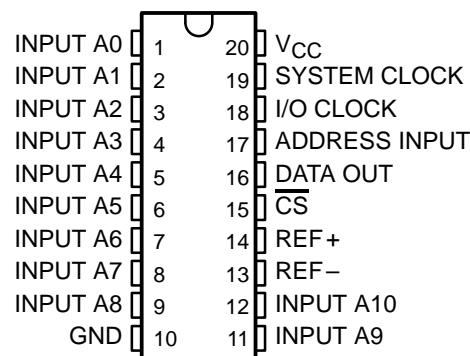 INPUT A0 1 20 VCC
INPUT A1 2 19 SYSTEM CLOCK
INPUT A2 3 18 I/O CLOCK
INPUT A3 4 17 ADDRESS INPUT
INPUT A4 5 16 DATA OUT
INPUT A5 6 15 C̅S̅
INPUT A6 7 14 REF+
INPUT A7 8 13 REF–
INPUT A8 9 12 INPUT A10
GND 10 11 INPUT A9